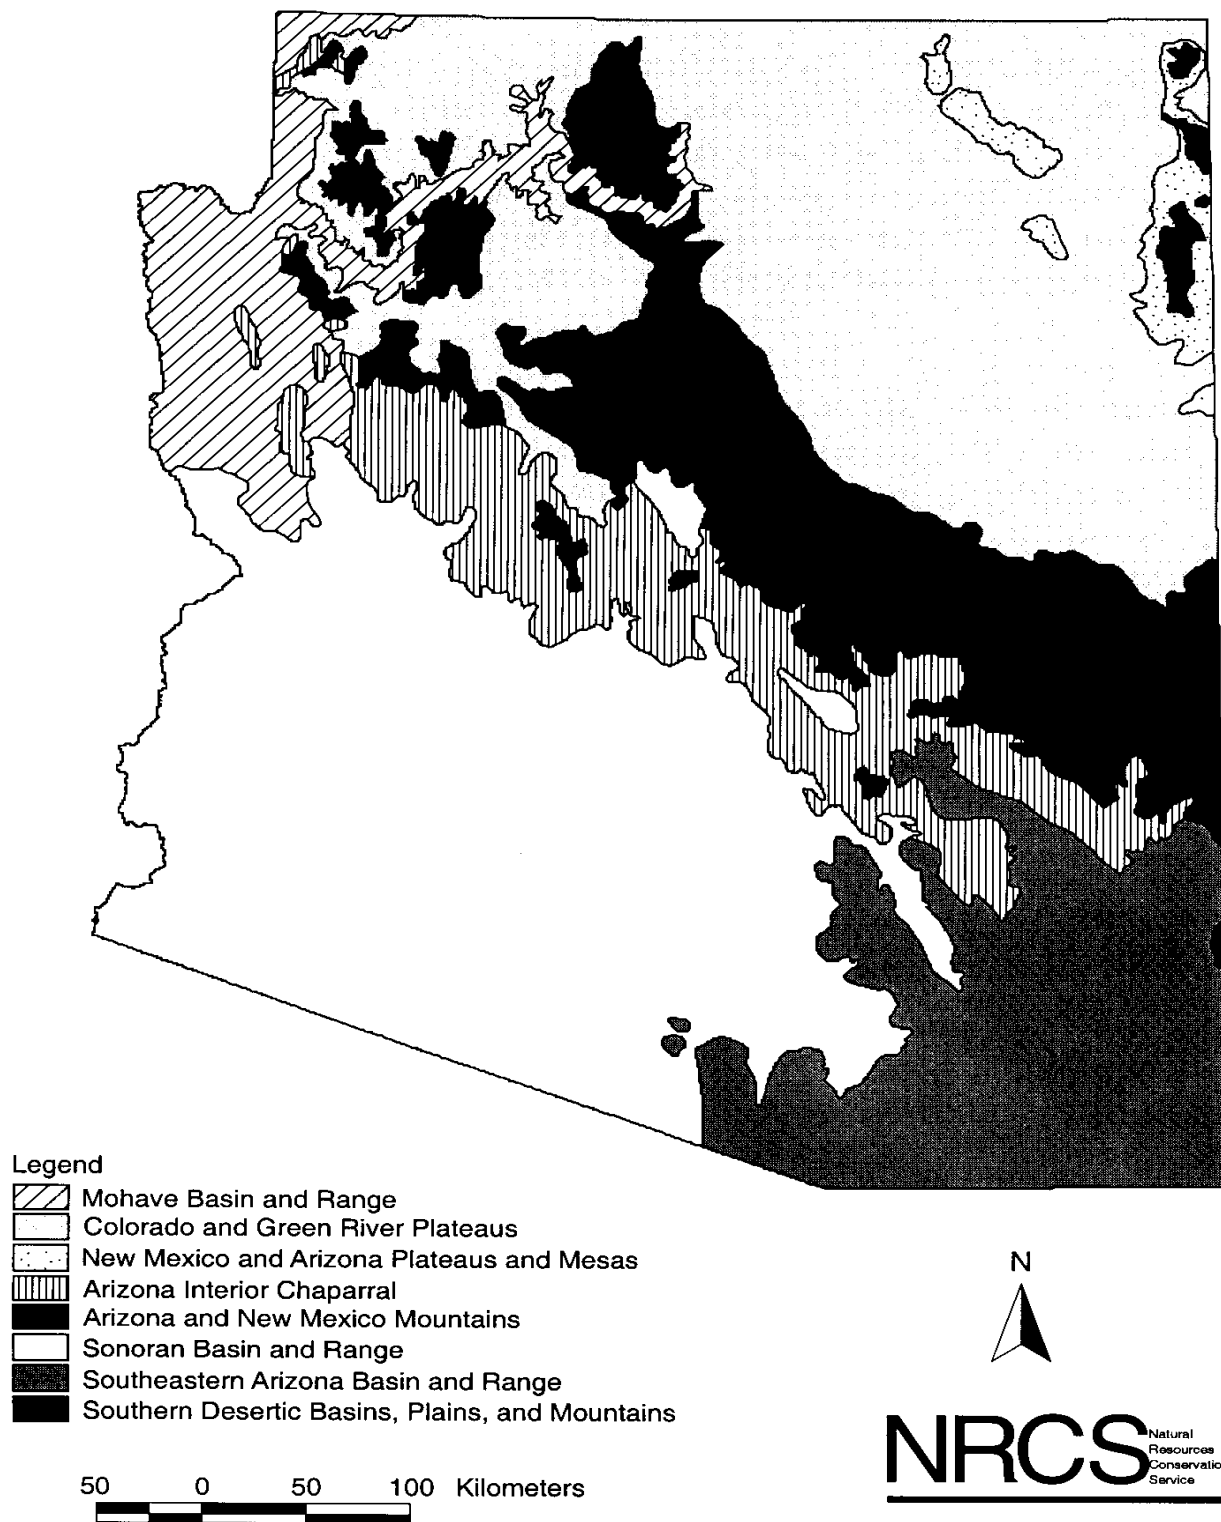 Legend
Mohave Basin and Range
Colorado and Green River Plateaus
New Mexico and Arizona Plateaus and Mesas
Arizona Interior Chaparral
Arizona and New Mexico Mountains
Sonoran Basin and Range
Southeastern Arizona Basin and Range
Southern Desertic Basins, Plains, and Mountains
50 0 50 100 Kilometers
N
NRCS
Natural
Resources
Conservatio
Service